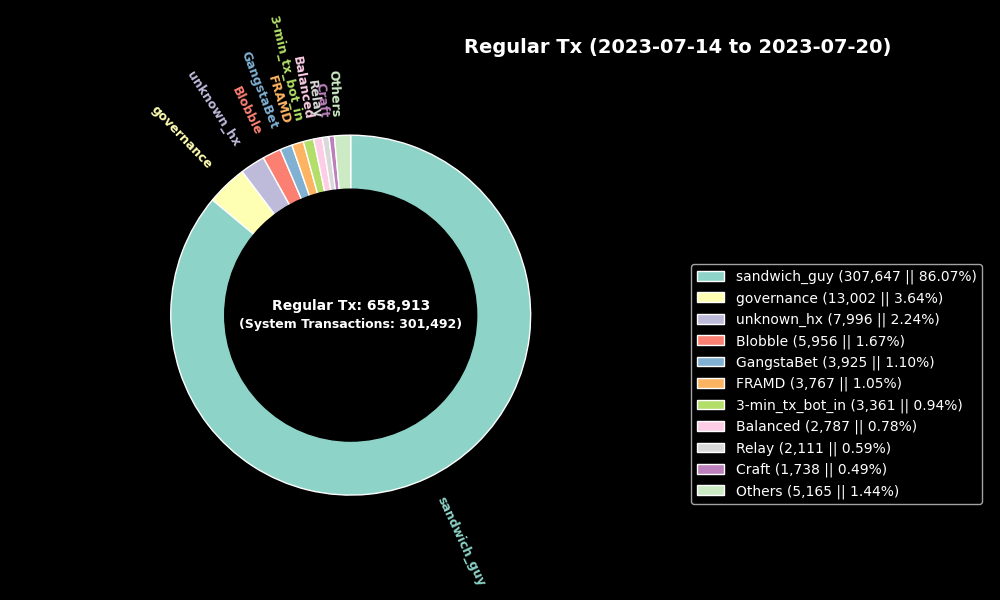 Regular Tx (2023-07-14 to 2023-07-20)
governance
unknown_hx
Blobble
GangstaBet
FRAMD
3-min_tx_bot_in
Balanced
Relay
Craft
Others
Regular Tx: 658,913
(System Transactions: 301,492)
sandwich_guy
sandwich_guy (307,647 || 86.07%)
governance (13,002 || 3.64%)
unknown_hx (7,996 || 2.24%)
Blobble (5,956 || 1.67%)
GangstaBet (3,925 || 1.10%)
FRAMD (3,767 || 1.05%)
3-min_tx_bot_in (3,361 || 0.94%)
Balanced (2,787 || 0.78%)
Relay (2,111 || 0.59%)
Craft (1,738 || 0.49%)
Others (5,165 || 1.44%)